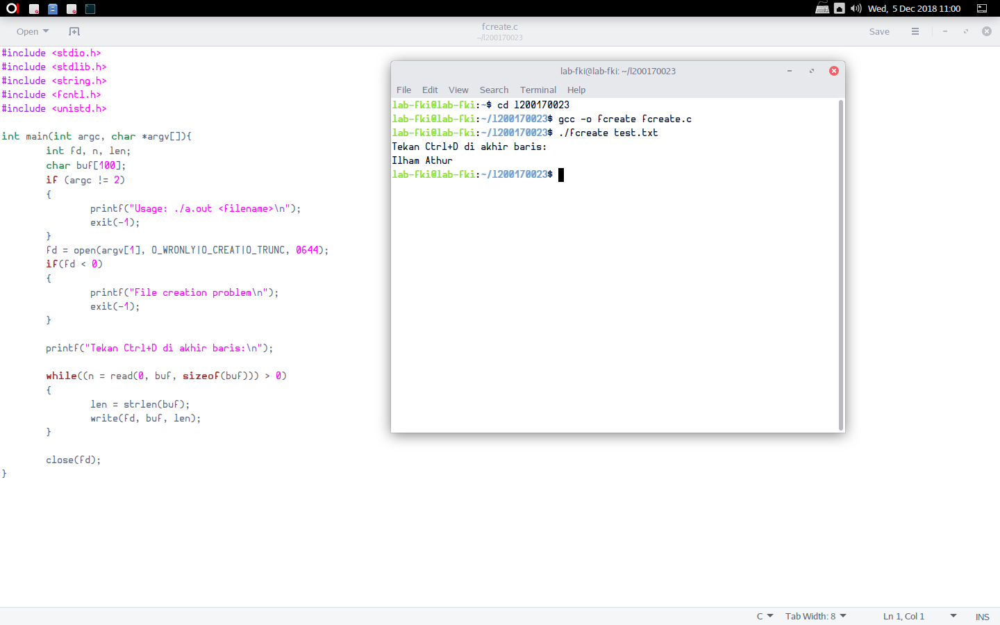 Wed, 5 Dec 2018 11:00
Open
fcreate.c
~/l200170023
Save
#include <stdio.h>
#include <stdlib.h>
#include <string.h>
#include <fcntl.h>
#include <unistd.h>
int main(int argc, char *argv[]){
int fd, n, len;
char buf[100];
if (argc != 2)
{
printf("Usage: ./a.out <filename>\n");
exit(-1);
}
fd = open(argv[1], O_WRONLY|O_CREAT|O_TRUNC, 0644);
if(fd < 0)
{
printf("File creation problem\n");
exit(-1);
}
printf("Tekan Ctrl+D di akhir baris:\n");
while((n = read(0, buf, sizeof(buf))) > 0)
{
len = strlen(buf);
write(fd, buf, len);
}
close(fd);
}
lab-fki@lab-fki: ~/l200170023
File Edit View Search Terminal Help
lab-fki@lab-fki:~$ cd l200170023
lab-fki@lab-fki:~/l200170023$ gcc -o fcreate fcreate.c
lab-fki@lab-fki:~/l200170023$ ./fcreate test.txt
Tekan Ctrl+D di akhir baris:
Ilham Athur
lab-fki@lab-fki:~/l200170023$
C Tab Width: 8 Ln 1, Col 1 INS